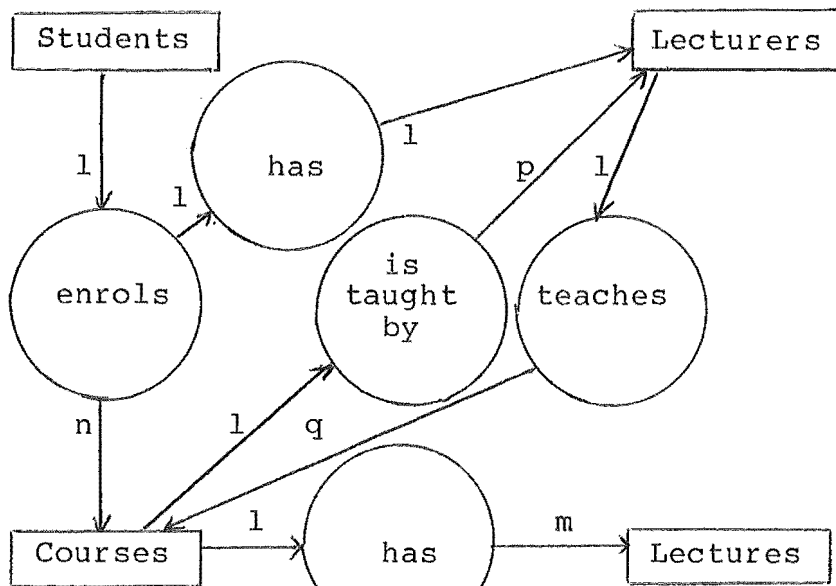 Students
Lecturers
l
has
l
l
p
l
enrols
is
taught
by
teaches
n
l
q
Courses
l
has
m
Lectures